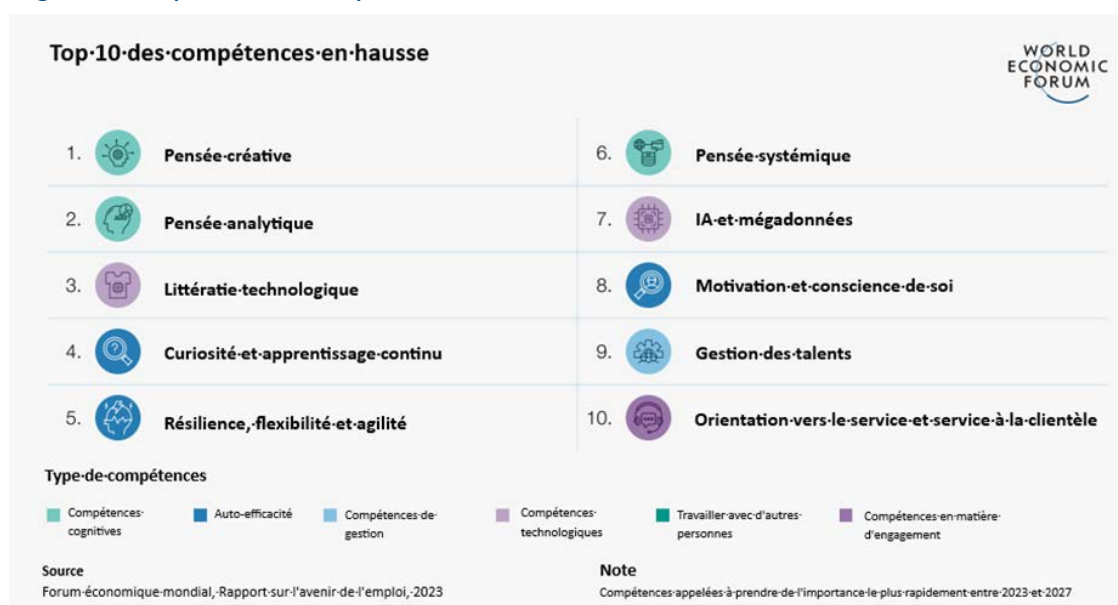 Top·10·des·compétences·en·hausse
WORLD
ECONOMIC
FORUM
1. Pensée·créative
2. Pensée·analytique
3. Littératie·technologique
4. Curiosité·et·apprentissage·continu
5. Résilience,·flexibilité·et·agilité
6. Pensée·systémique
7. IA·et·mégadonnées
8. Motivation·et·conscience·de·soi
9. Gestion·des·talents
10. Orientation·vers·le·service·et·service·à·la·clientèle
Type·de·compétences
Compétences·
cognitives
Auto-efficacité
Compétences·de·
gestion
Compétences·
technologiques
Travailler·avec·d'autres·
personnes
Compétences·en·matière·
d'engagement
Source
Forum·économique·mondial,·Rapport·sur·l'avenir·de·l'emploi,·2023
Note
Compétences·appelées·à·prendre·de·l'importance·le·plus·rapidement·entre·2023·et·2027